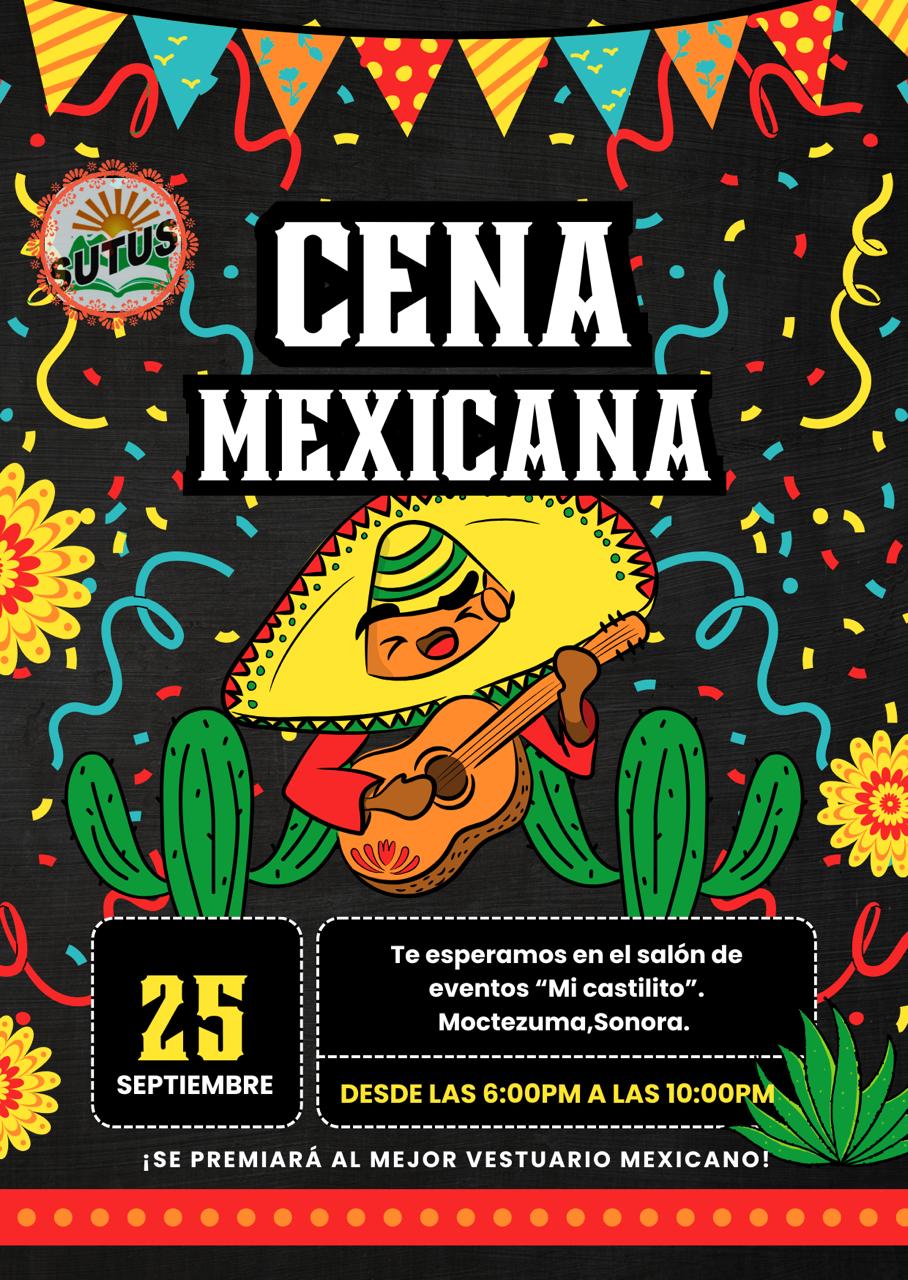 SUTUS
CENA
MEXICANA
25
SEPTIEMBRE
Te esperamos en el salón de
eventos “Mi castilito”.
Moctezuma,Sonora.
DESDE LAS 6:00PM A LAS 10:00PM
¡SE PREMIARÁ AL MEJOR VESTUARIO MEXICANO!